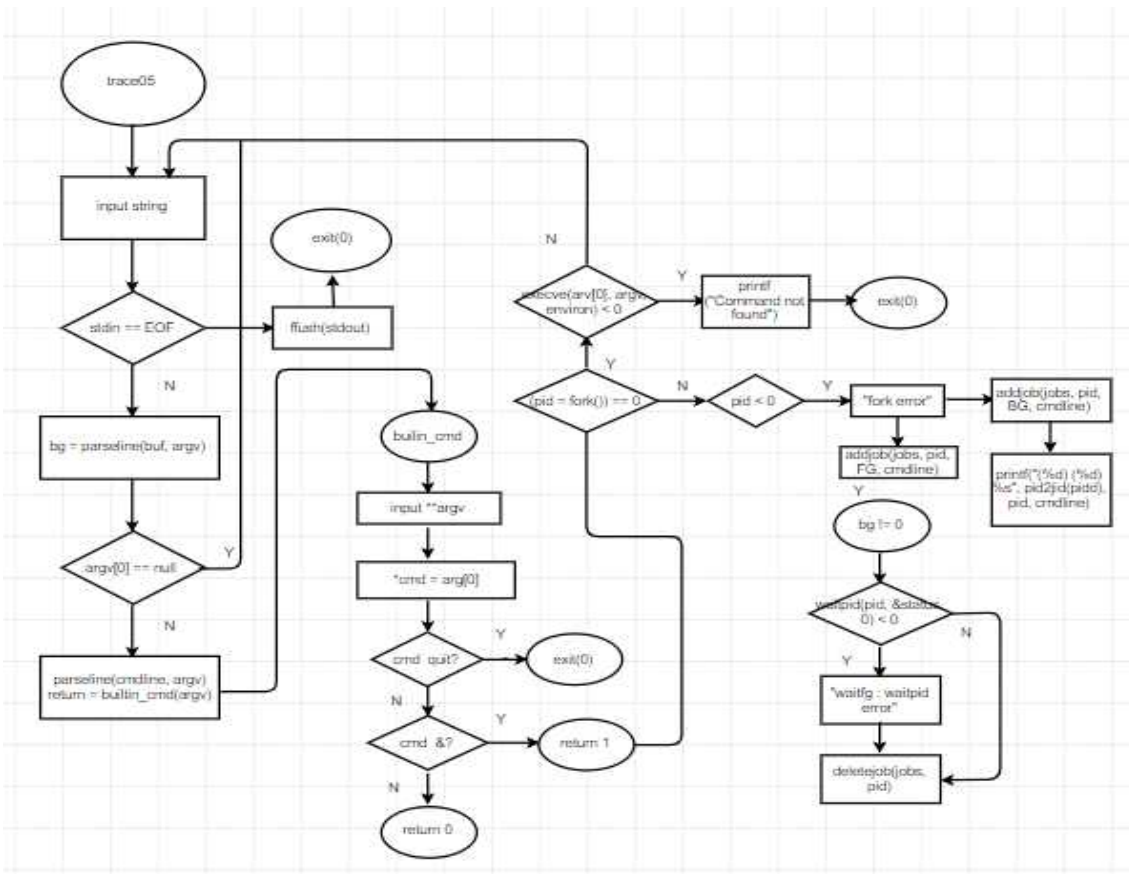 trace05
input string
stdin == EOF
N
fflush(stdout)
exit(0)
bg = parseline(buf, argv)
argv[0] == null
Y
N
parseline(cmdline, argv)
return = builtin_cmd(argv)
builin_cmd
input **argv
*cmd = arg[0]
cmd quit?
Y
exit(0)
N
cmd &?
Y
return 1
N
return 0
(pid = fork()) == 0
Y
execve(arv[0], argv,
environ) < 0
N
Y
printf
("Command not
found")
exit(0)
N
pid < 0
Y
"fork error"
addjob(jobs, pid,
BG, cmdline)
addjob(jobs, pid,
FG, cmdline)
printf("(%d) (%d)
%s", pid2jid(pidd),
pid, cmdline)
Y
bg != 0
waitpid(pid, &status,
0) < 0
N
Y
"waitfg : waitpid
error"
deletejob(jobs,
pid)